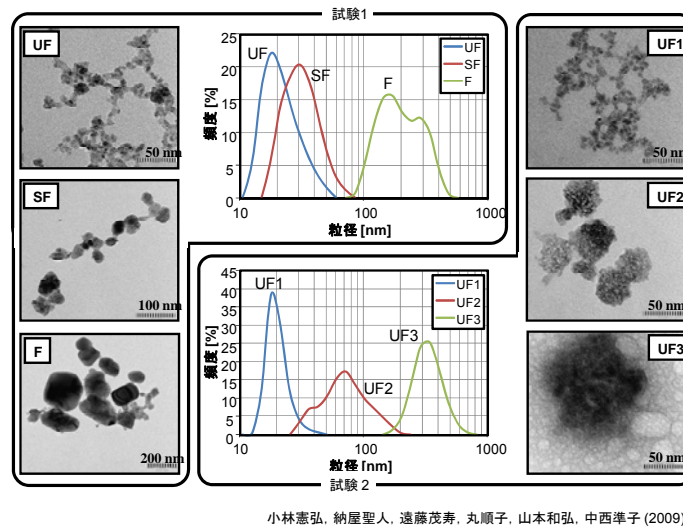 試験1
UF
50 nm
SF
100 nm
F
200 nm
25
20
15
10
5
0
頻度 [%]
UF
SF
F
UF
SF
F
10
100
1000
粒径 [nm]
45
40
35
30
25
20
15
10
5
0
頻度 [%]
UF1
UF2
UF3
UF1
UF2
UF3
10
100
1000
粒径 [nm]
試験２
UF1
50 nm
UF2
50nm
UF3
50nm
小林憲弘, 納屋聖人, 遠藤茂寿, 丸順子, 山本和弘, 中西準子 (2009)